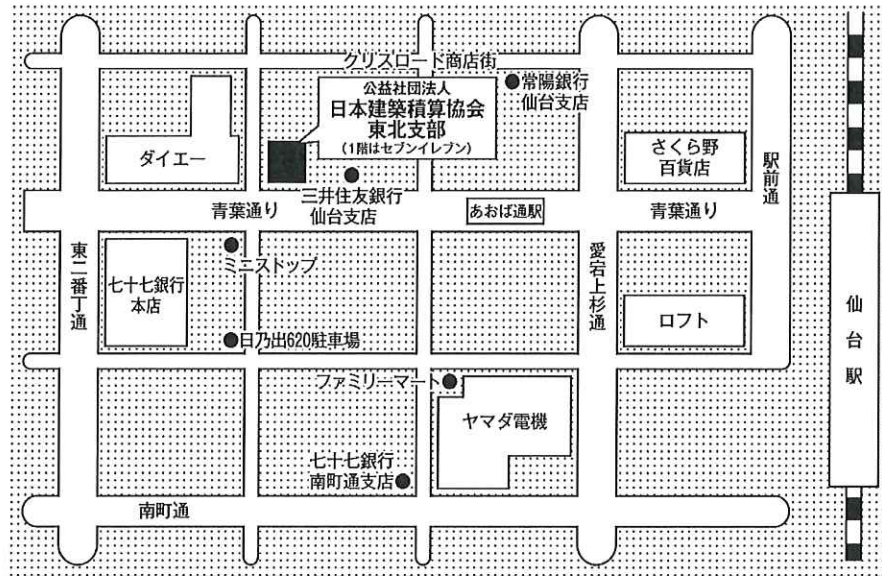 クリスロード商店街
公益社団法人
日本建築積算協会
東北支部
(1階はセブンイレブン)
常陽銀行
仙台支店
ダイエー
三井住友銀行
仙台支店
さくら野
百貨店
駅前通
青葉通り
あおば通駅
青葉通り
東二番丁通
七十七銀行
本店
ミニストップ
愛宕上杉通
ロフト
仙台駅
日乃出620駐車場
ファミリーマート
ヤマダ電機
七十七銀行
南町通支店
南町通